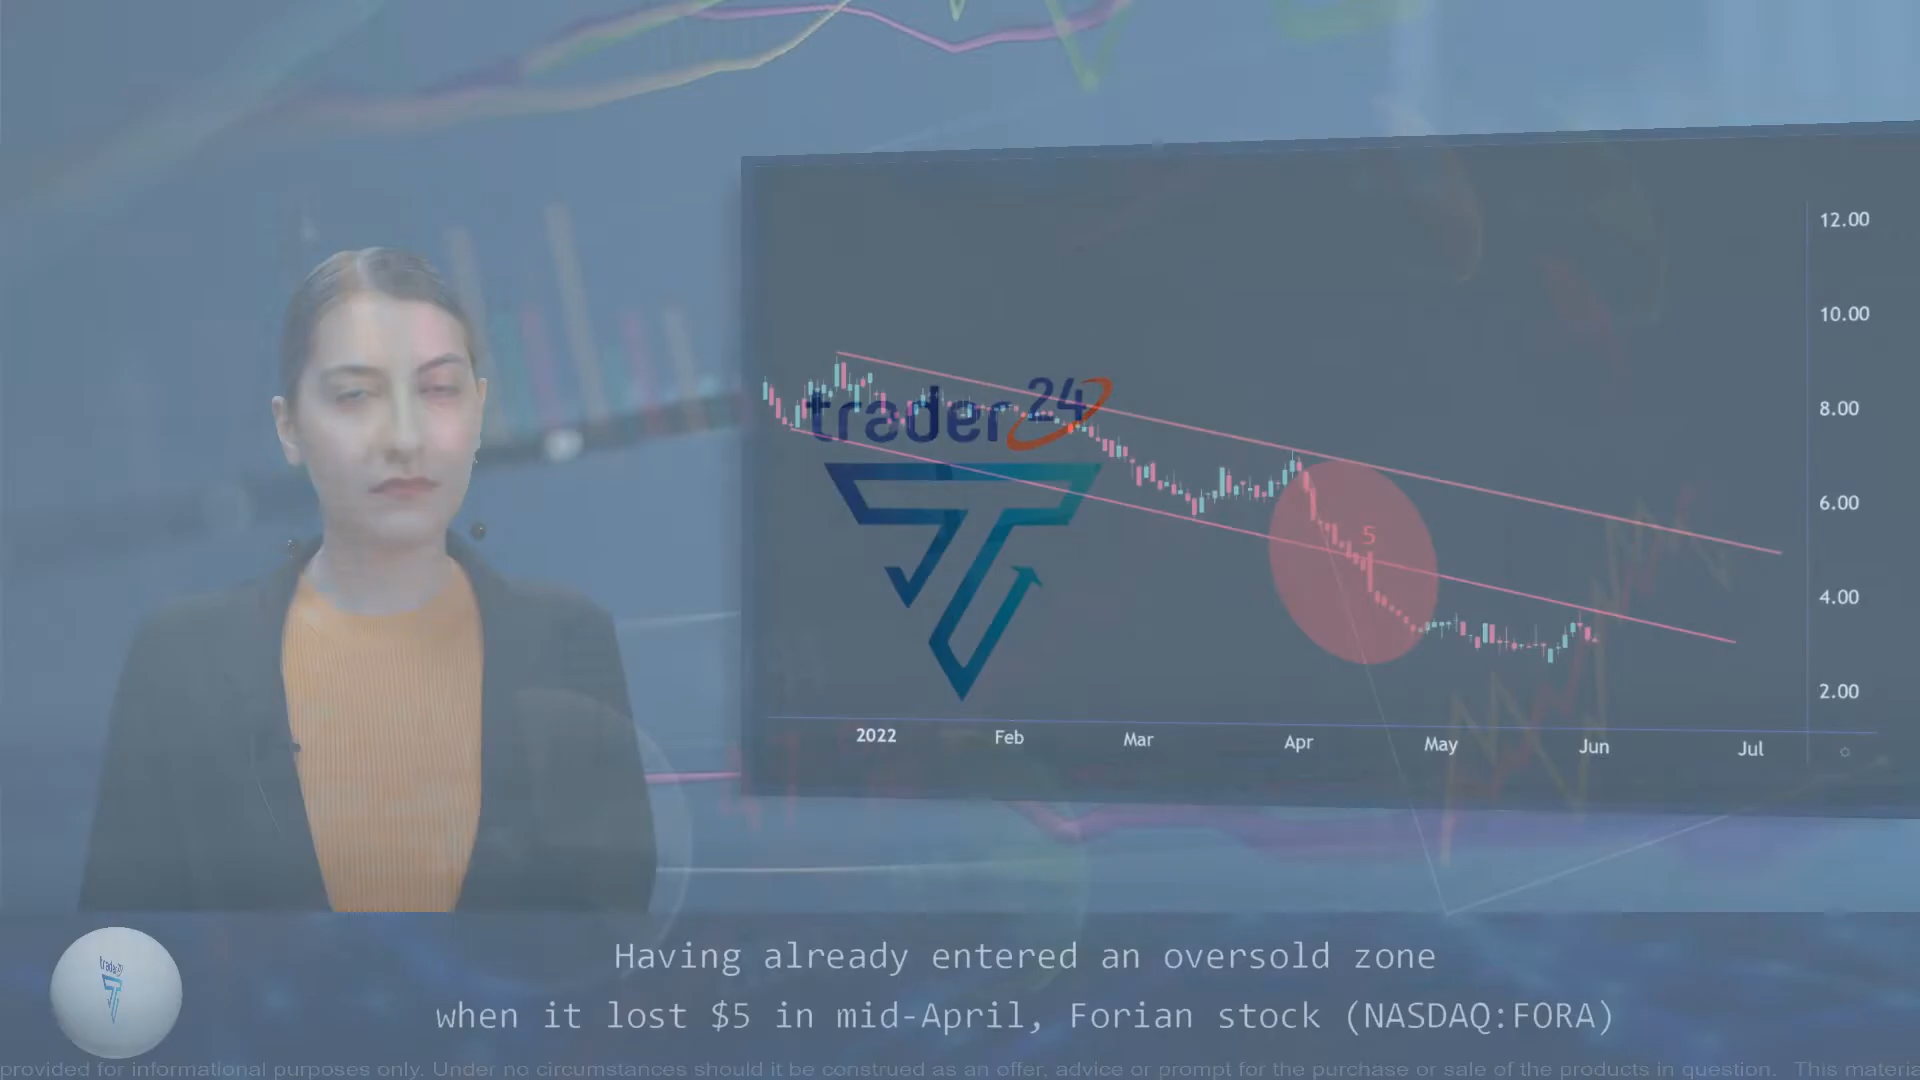 12.00
10.00
trader24
8.00
6.00
5
4.00
2.00
2022 Feb Mar Apr May Jun Jul
Having already entered an oversold zone
when it lost $5 in mid-April, Forian stock (NASDAQ:FORA)
trader24
provided for informational purposes only. Under no circumstances should it be construed as an offer, advice or prompt for the purchase or sale of the products in question. This materia